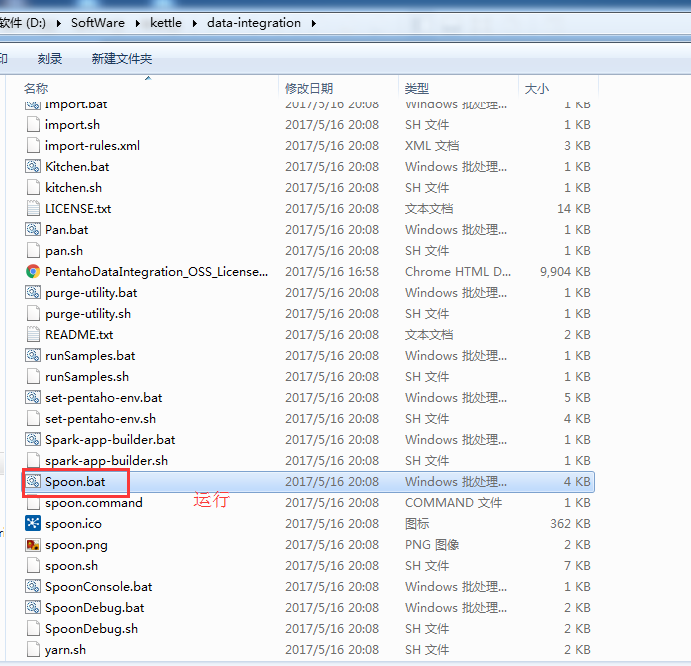 软件 (D:) ▸ SoftWare ▸ kettle ▸ data-integration ▸
印 刻录 新建文件夹
名称 修改日期 类型 大小
Import.bat 2017/5/16 20:08 Windows 批处理... 1 KB
import.sh 2017/5/16 20:08 SH 文件 1 KB
import-rules.xml 2017/5/16 20:08 XML 文档 3 KB
Kitchen.bat 2017/5/16 20:08 Windows 批处理... 1 KB
kitchen.sh 2017/5/16 20:08 SH 文件 1 KB
LICENSE.txt 2017/5/16 20:08 文本文档 14 KB
Pan.bat 2017/5/16 20:08 Windows 批处理... 1 KB
pan.sh 2017/5/16 20:08 SH 文件 1 KB
PentahoDataIntegration_OSS_License... 2017/5/16 16:58 Chrome HTML D... 9,904 KB
purge-utility.bat 2017/5/16 20:08 Windows 批处理... 1 KB
purge-utility.sh 2017/5/16 20:08 SH 文件 1 KB
README.txt 2017/5/16 20:08 文本文档 2 KB
runSamples.bat 2017/5/16 20:08 Windows 批处理... 1 KB
runSamples.sh 2017/5/16 20:08 SH 文件 1 KB
set-pentaho-env.bat 2017/5/16 20:08 Windows 批处理... 5 KB
set-pentaho-env.sh 2017/5/16 20:08 SH 文件 4 KB
Spark-app-builder.bat 2017/5/16 20:08 Windows 批处理... 1 KB
spark-app-builder.sh 2017/5/16 20:08 SH 文件 1 KB
Spoon.bat 2017/5/16 20:08 Windows 批处理... 4 KB
运行
spoon.command 2017/5/16 20:08 COMMAND 文件 1 KB
spoon.ico 2017/5/16 20:08 图标 362 KB
spoon.png 2017/5/16 20:08 PNG 图像 2 KB
spoon.sh 2017/5/16 20:08 SH 文件 7 KB
SpoonConsole.bat 2017/5/16 20:08 Windows 批处理... 1 KB
SpoonDebug.bat 2017/5/16 20:08 Windows 批处理... 2 KB
SpoonDebug.sh 2017/5/16 20:08 SH 文件 2 KB
yarn.sh 2017/5/16 20:08 SH 文件 1 KB